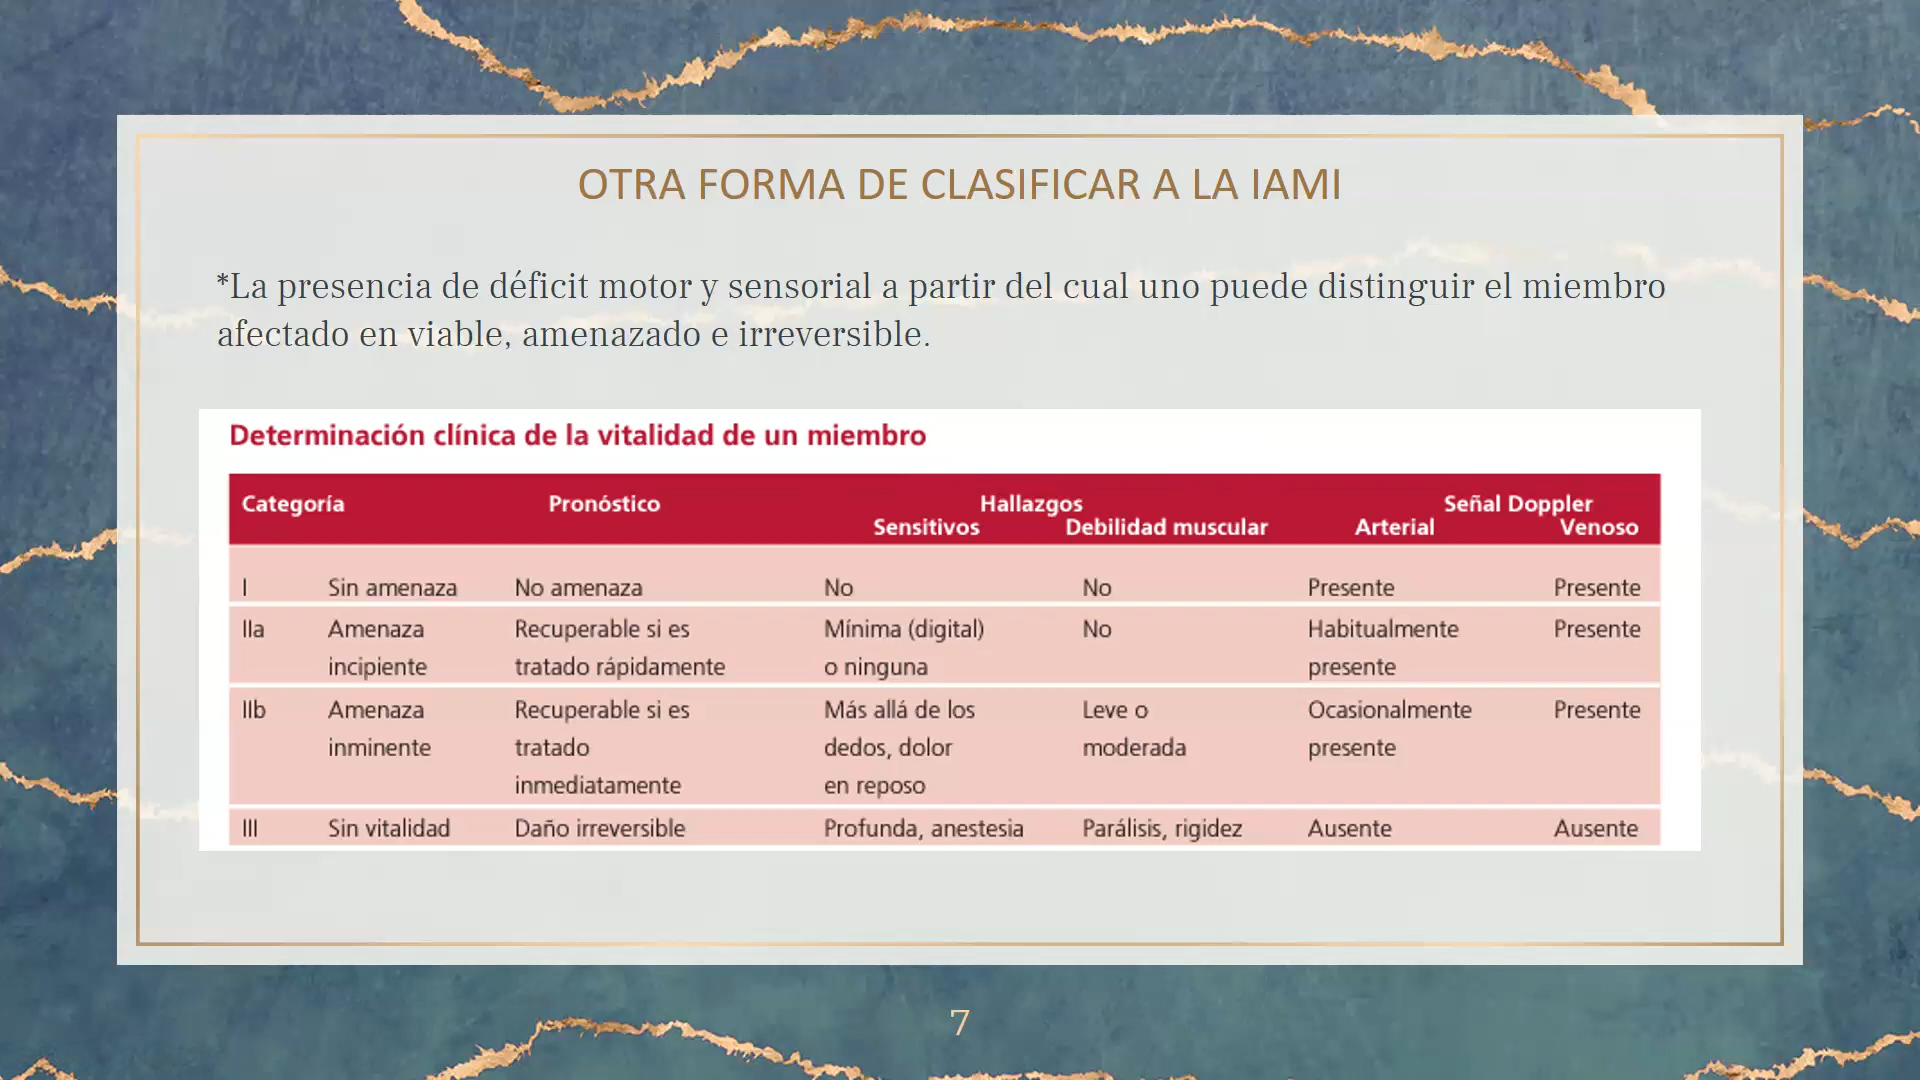 OTRA FORMA DE CLASIFICAR A LA IAMI
*La presencia de déficit motor y sensorial a partir del cual uno puede distinguir el miembro
afectado en viable, amenazado e irreversible.
Determinación clínica de la vitalidad de un miembro
Categoría Pronóstico Hallazgos Señal Doppler
Sensitivos Debilidad muscular Arterial Venoso
I Sin amenaza No amenaza No No Presente Presente
IIa Amenaza Recuperable si es Mínima (digital) No Habitualmente Presente
incipiente tratado rápidamente o ninguna presente
IIb Amenaza Recuperable si es Más allá de los Leve o Ocasionalmente Presente
inminente tratado dedos, dolor moderada presente
inmediatamente en reposo
III Sin vitalidad Daño irreversible Profunda, anestesia Parálisis, rigidez Ausente Ausente
7